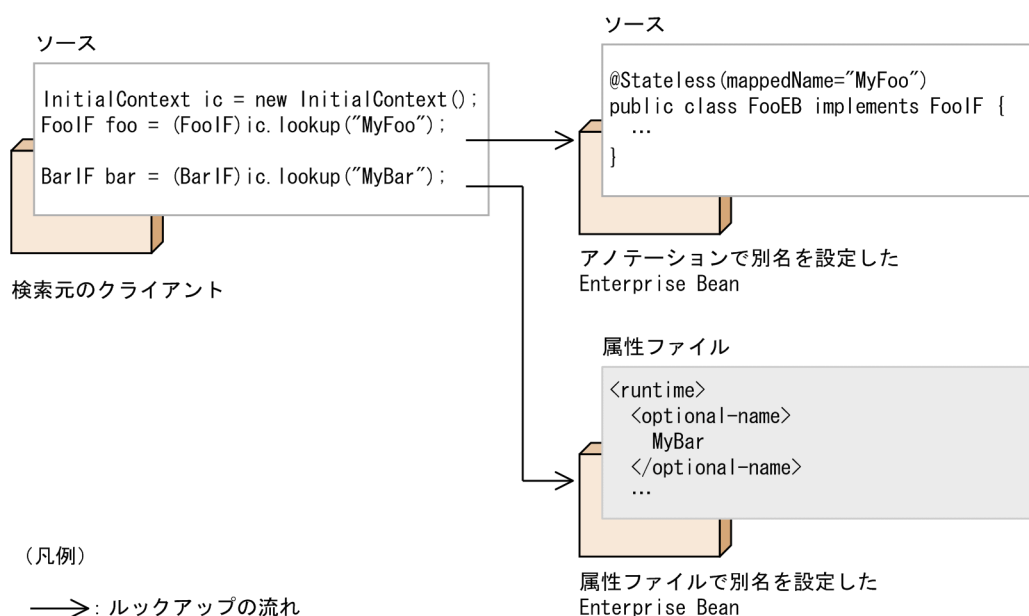 ソース
InitialContext ic = new InitialContext();
FooIF foo = (FooIF)ic.lookup("MyFoo");
BarIF bar = (BarIF)ic.lookup("MyBar");
検索元のクライアント
ソース
@Stateless(mappedName="MyFoo")
public class FooEB implements FooIF {
…
}
アノテーションで別名を設定した
Enterprise Bean
属性ファイル
<runtime>
<optional-name>
MyBar
</optional-name>
…
属性ファイルで別名を設定した
Enterprise Bean
(凡例)
: ルックアップの流れ